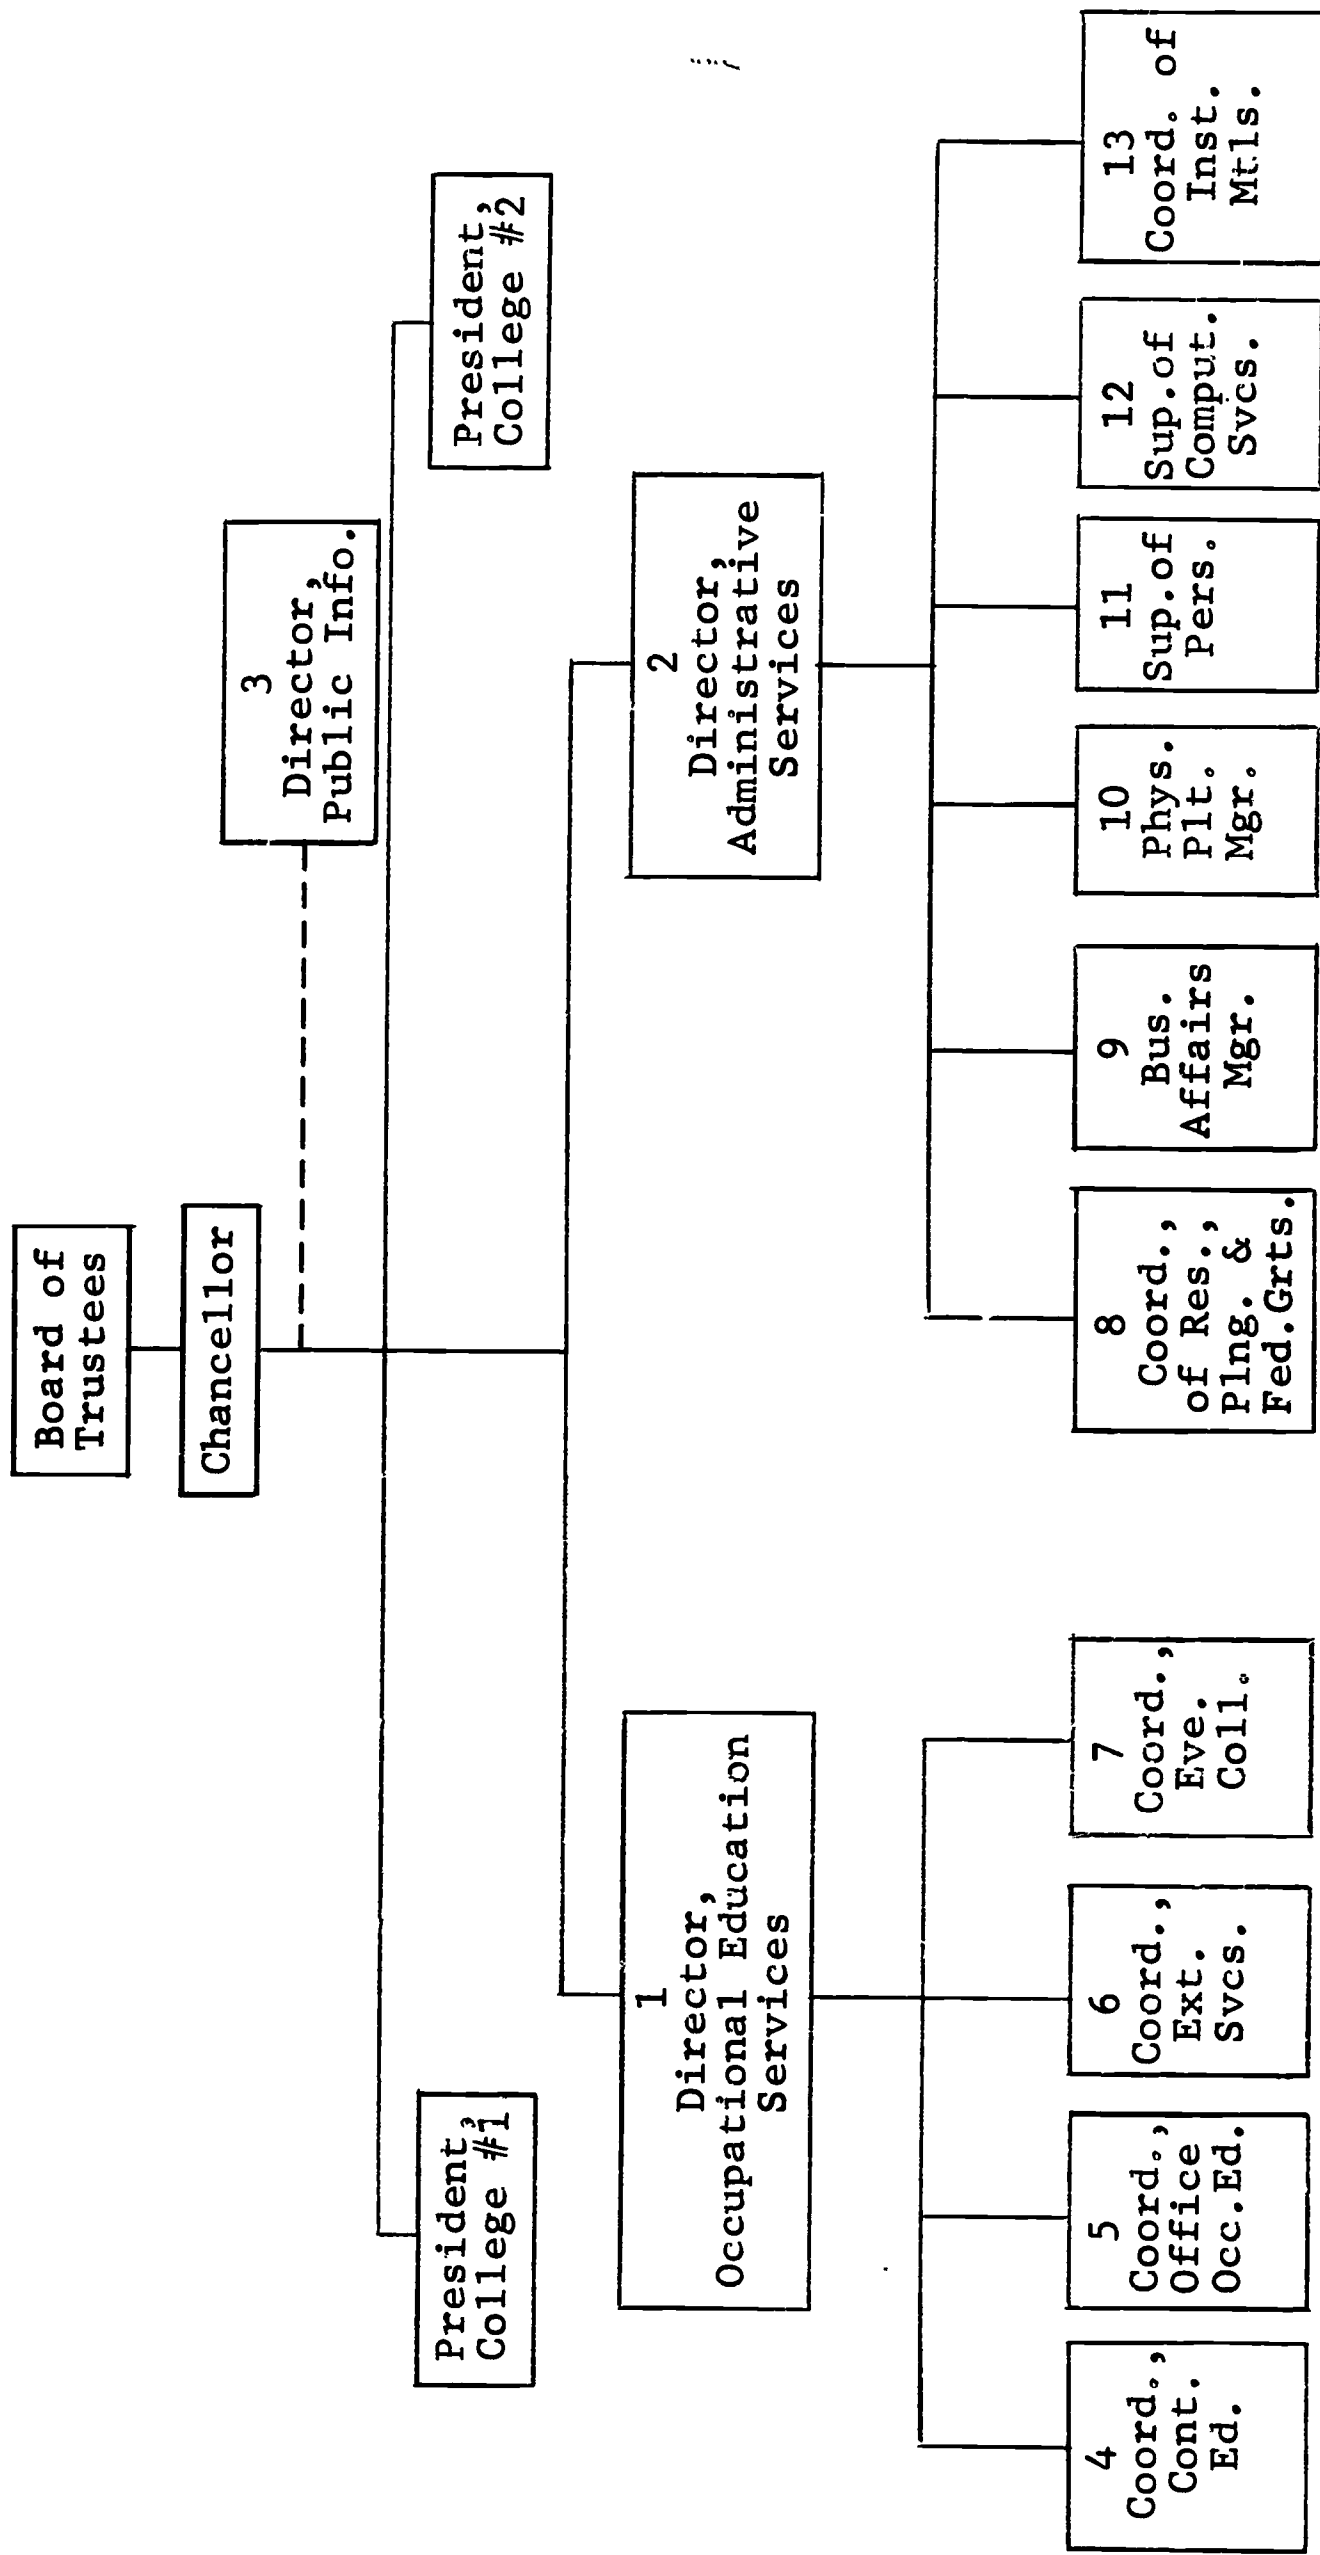 Board of
Trustees
Chancellor
3
Director,
Public Info.
President,
College #1
President,
College #2
1
Director,
Occupational Education
Services
2
Director,
Administrative
Services
4
Coord.,
Cont.
Ed.
5
Coord.,
Office
Occ.Ed.
6
Coord.,
Ext.
Svcs.
7
Coord.,
Eve.
Coll.
8
Coord.,
of Res.,
Plng. &
Fed.Grts.
9
Bus.
Affairs
Mgr.
10
Phys.
Plt.
Mgr.
11
Sup.of
Pers.
12
Sup.of
Comput.
Svcs.
13
Coord. of
Inst.
Mtls.